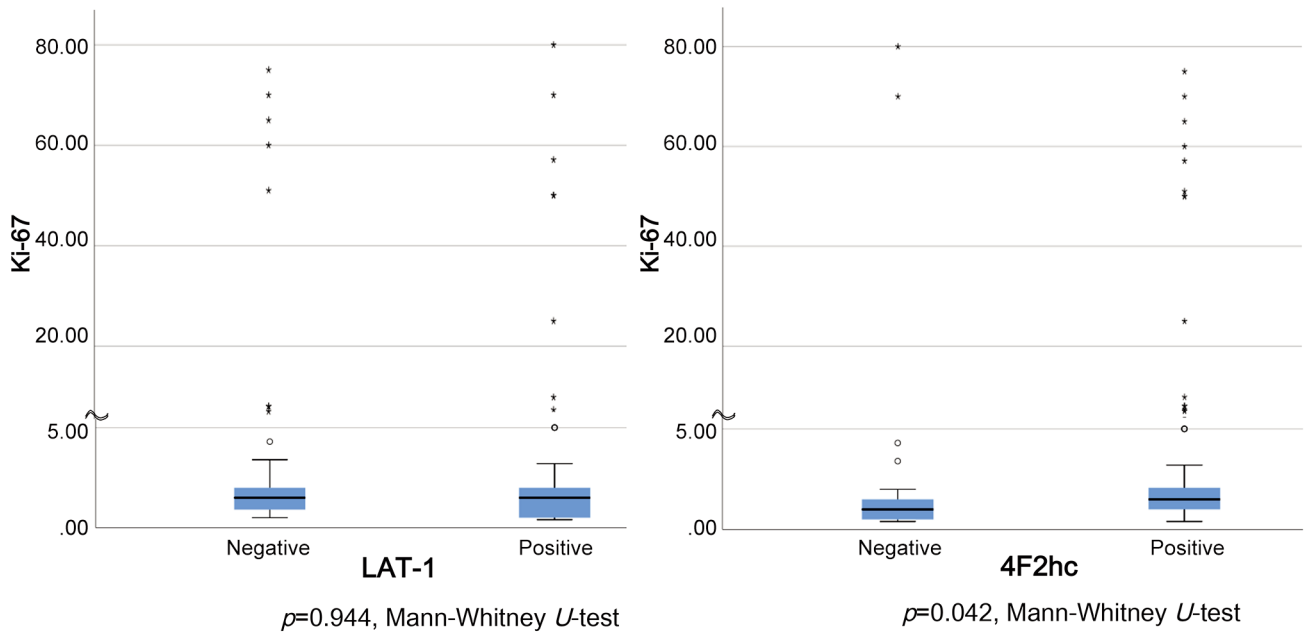 80.00
60.00
40.00
20.00
5.00
.00
Ki-67
Negative
Positive
LAT-1
p=0.944, Mann-Whitney U-test
80.00
60.00
40.00
20.00
5.00
.00
Ki-67
Negative
Positive
4F2hc
p=0.042, Mann-Whitney U-test